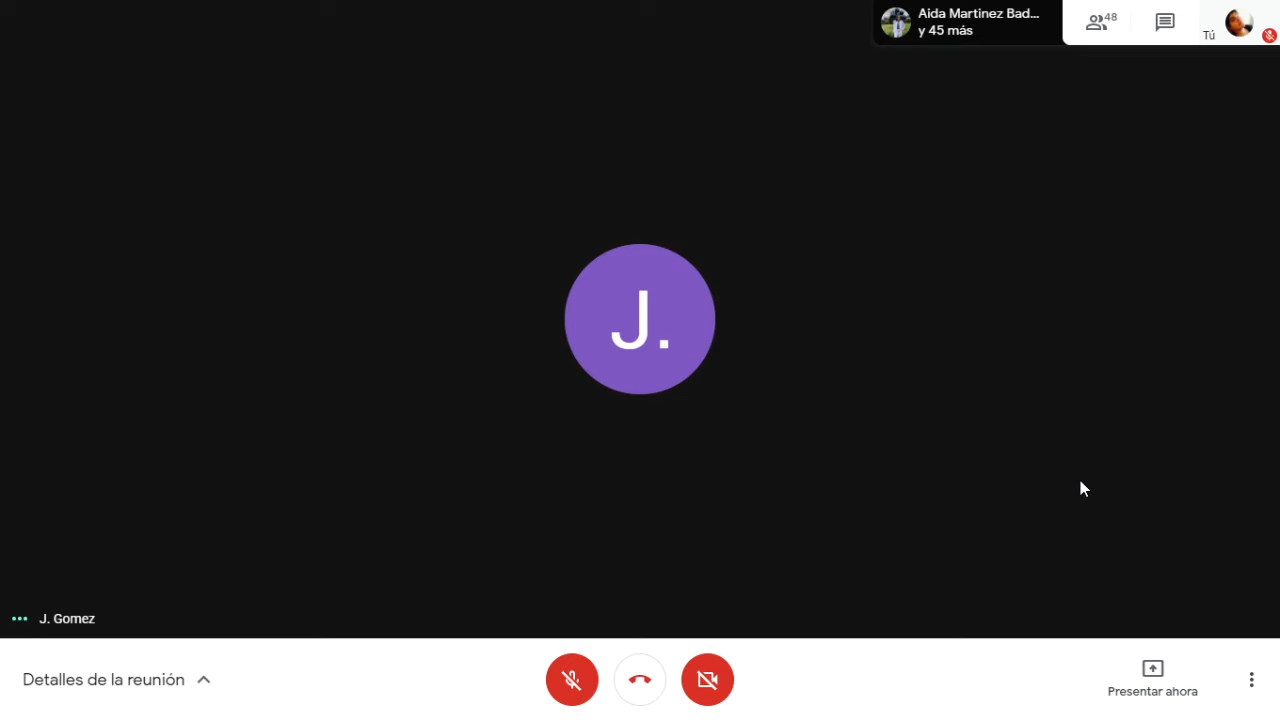 Aida Martinez Bad...
y 45 más
48
Tú
J.
J. Gomez
Detalles de la reunión
Presentar ahora